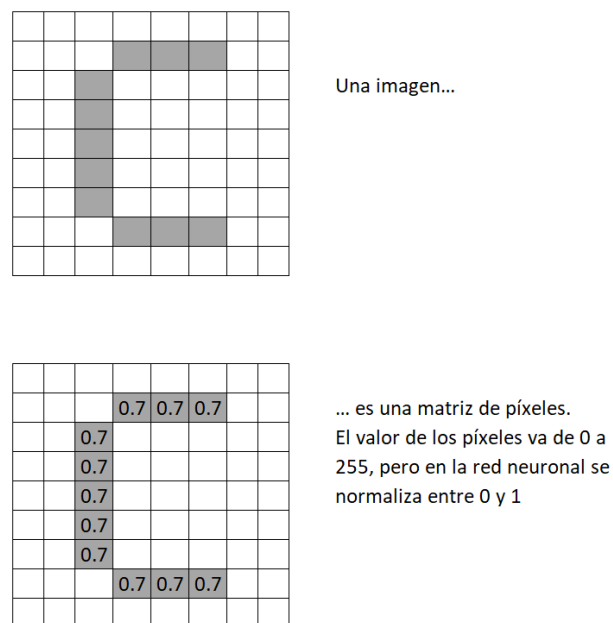 Una imagen...
0.7 0.7 0.7
0.7
0.7
0.7
0.7
0.7
0.7 0.7 0.7
... es una matriz de píxeles.
El valor de los píxeles va de 0 a
255, pero en la red neuronal se
normaliza entre 0 y 1